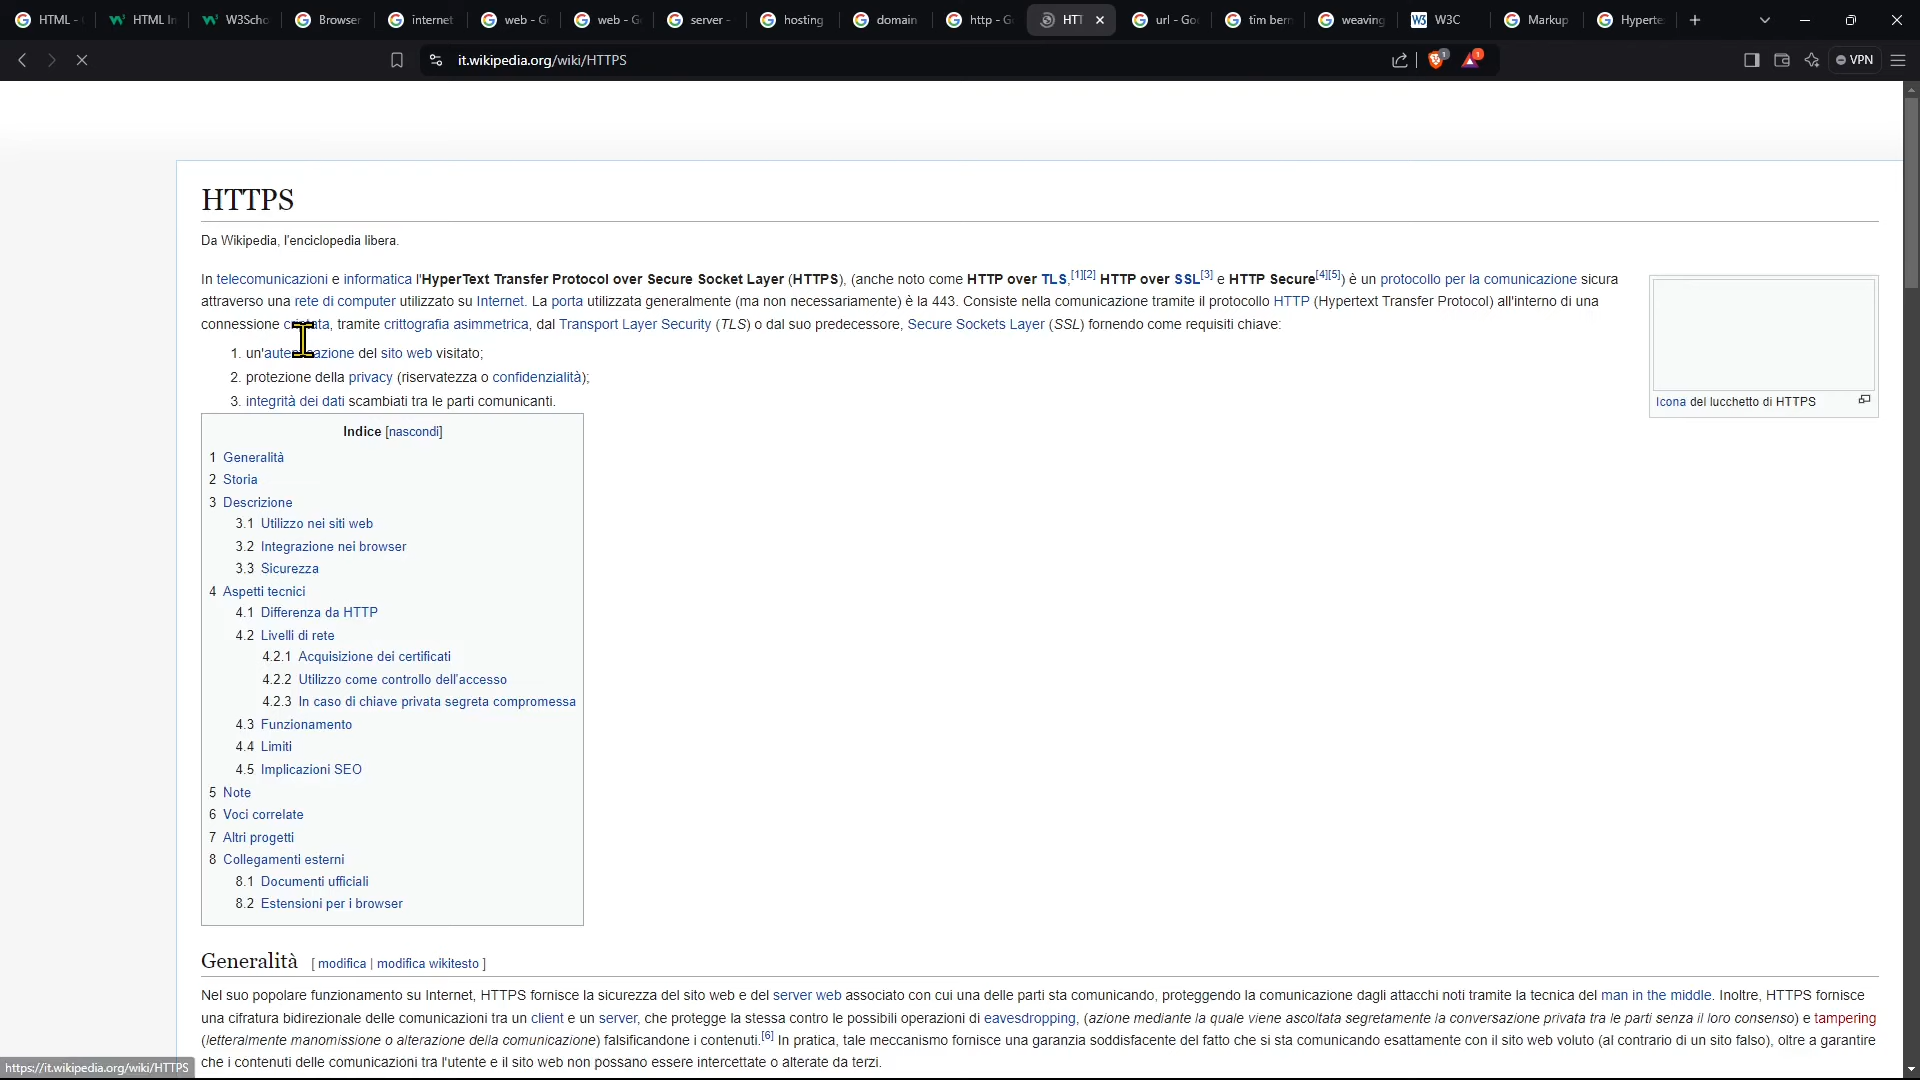 HTML -
HTML In
W3Scho
Browser
internet
web - G
web - G
server -
hosting
domain
http - G
HTT
url - Go
tim bern
weaving
W3C
Markup
Hyperte
it.wikipedia.org/wiki/HTTPS
1
1
VPN
HTTPS
Da Wikipedia, l'enciclopedia libera.
In telecomunicazioni e informatica l'HyperText Transfer Protocol over Secure Socket Layer (HTTPS), (anche noto come HTTP over TLS,[1][2] HTTP over SSL[3] e HTTP Secure[4][5]) è un protocollo per la comunicazione sicura
attraverso una rete di computer utilizzato su Internet. La porta utilizzata generalmente (ma non necessariamente) è la 443. Consiste nella comunicazione tramite il protocollo HTTP (Hypertext Transfer Protocol) all'interno di una
connessione criptata, tramite crittografia asimmetrica, dal Transport Layer Security (TLS) o dal suo predecessore, Secure Sockets Layer (SSL) fornendo come requisiti chiave:
1. un'autenticazione del sito web visitato;
2. protezione della privacy (riservatezza o confidenzialità);
3. integrità dei dati scambiati tra le parti comunicanti.
Icona del lucchetto di HTTPS
Indice [nascondi]
1 Generalità
2 Storia
3 Descrizione
3.1 Utilizzo nei siti web
3.2 Integrazione nei browser
3.3 Sicurezza
4 Aspetti tecnici
4.1 Differenza da HTTP
4.2 Livelli di rete
4.2.1 Acquisizione dei certificati
4.2.2 Utilizzo come controllo dell'accesso
4.2.3 In caso di chiave privata segreta compromessa
4.3 Funzionamento
4.4 Limiti
4.5 Implicazioni SEO
5 Note
6 Voci correlate
7 Altri progetti
8 Collegamenti esterni
8.1 Documenti ufficiali
8.2 Estensioni per i browser
Generalità [ modifica | modifica wikitesto ]
Nel suo popolare funzionamento su Internet, HTTPS fornisce la sicurezza del sito web e del server web associato con cui una delle parti sta comunicando, proteggendo la comunicazione dagli attacchi noti tramite la tecnica del man in the middle. Inoltre, HTTPS fornisce
una cifratura bidirezionale delle comunicazioni tra un client e un server, che protegge la stessa contro le possibili operazioni di eavesdropping, (azione mediante la quale viene ascoltata segretamente la conversazione privata tra le parti senza il loro consenso) e tampering
(letteralmente manomissione o alterazione della comunicazione) falsificandone i contenuti.[6] In pratica, tale meccanismo fornisce una garanzia soddisfacente del fatto che si sta comunicando esattamente con il sito web voluto (al contrario di un sito falso), oltre a garantire
che i contenuti delle comunicazioni tra l'utente e il sito web non possano essere intercettate o alterate da terzi.
https://it.wikipedia.org/wiki/HTTPS